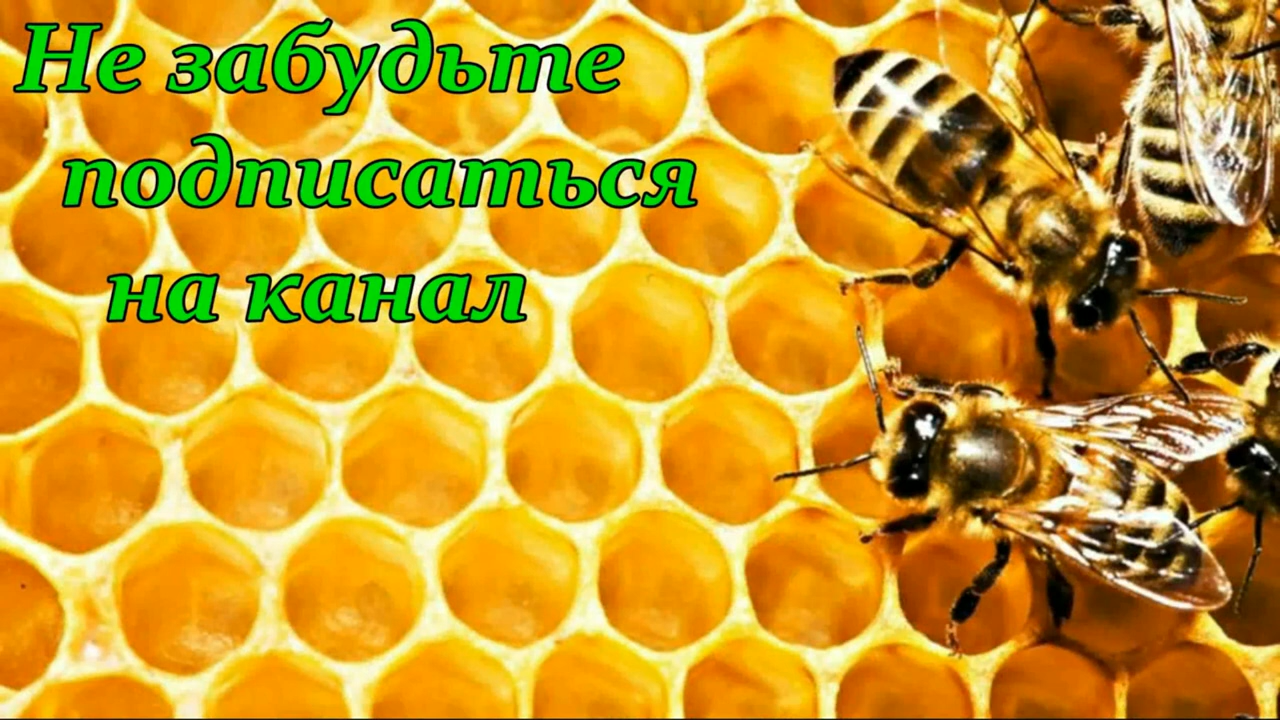 Не забудьте
подписаться
на канал